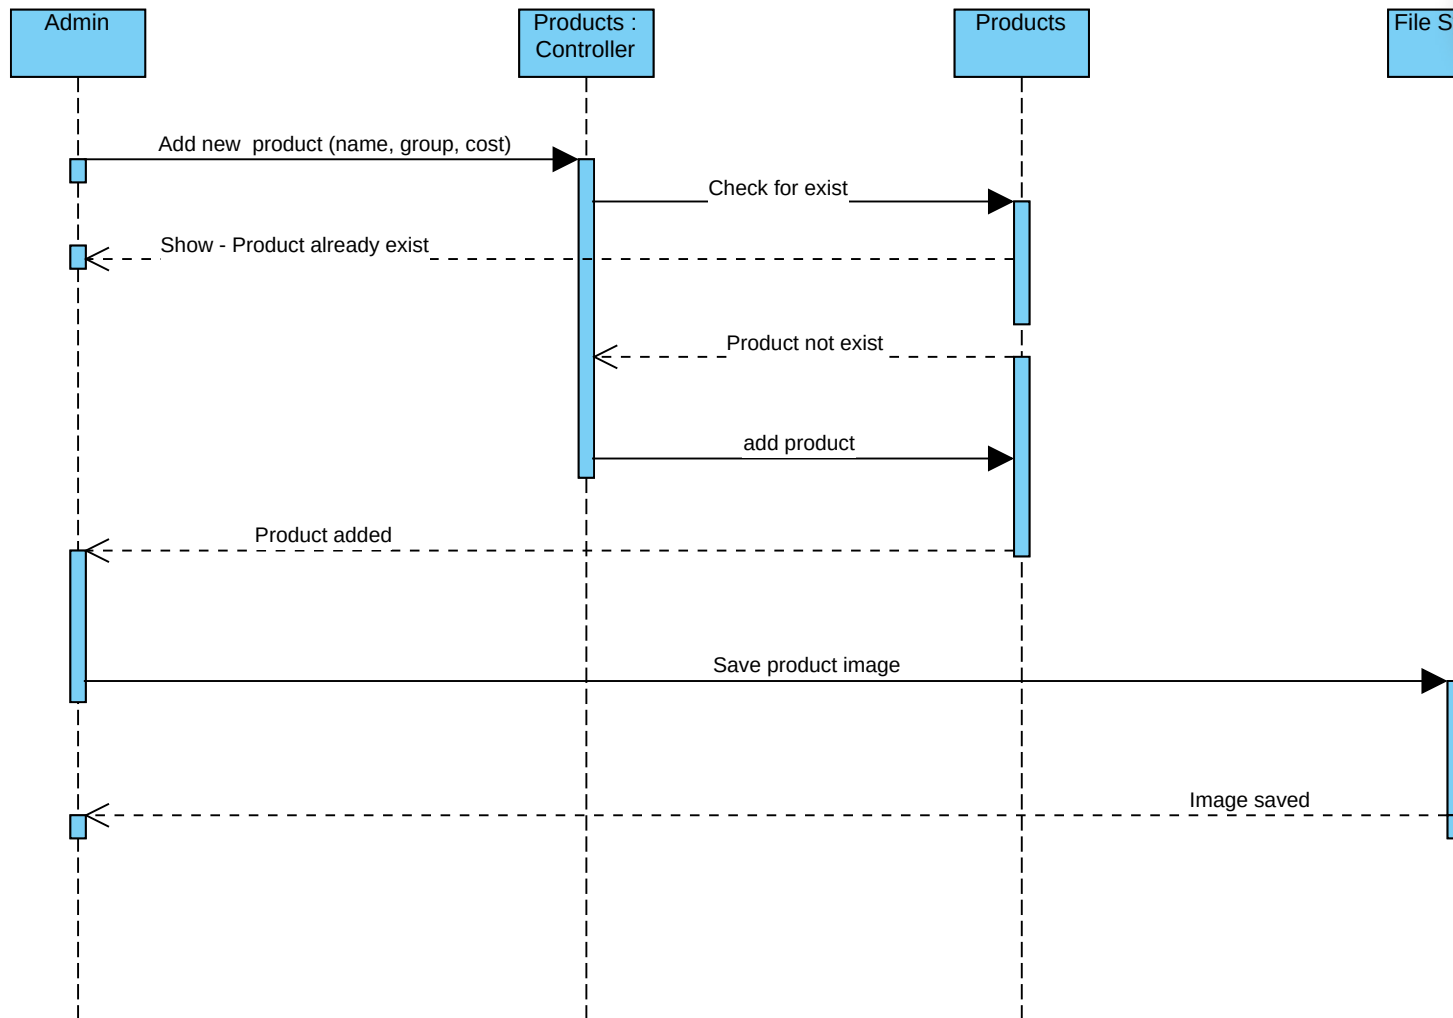 Admin
Products :
Controller
Products
File S
Add new  product (name, group, cost)
Check for exist
Show - Product already exist
Product not exist
add product
Product added
Save product image
Image saved